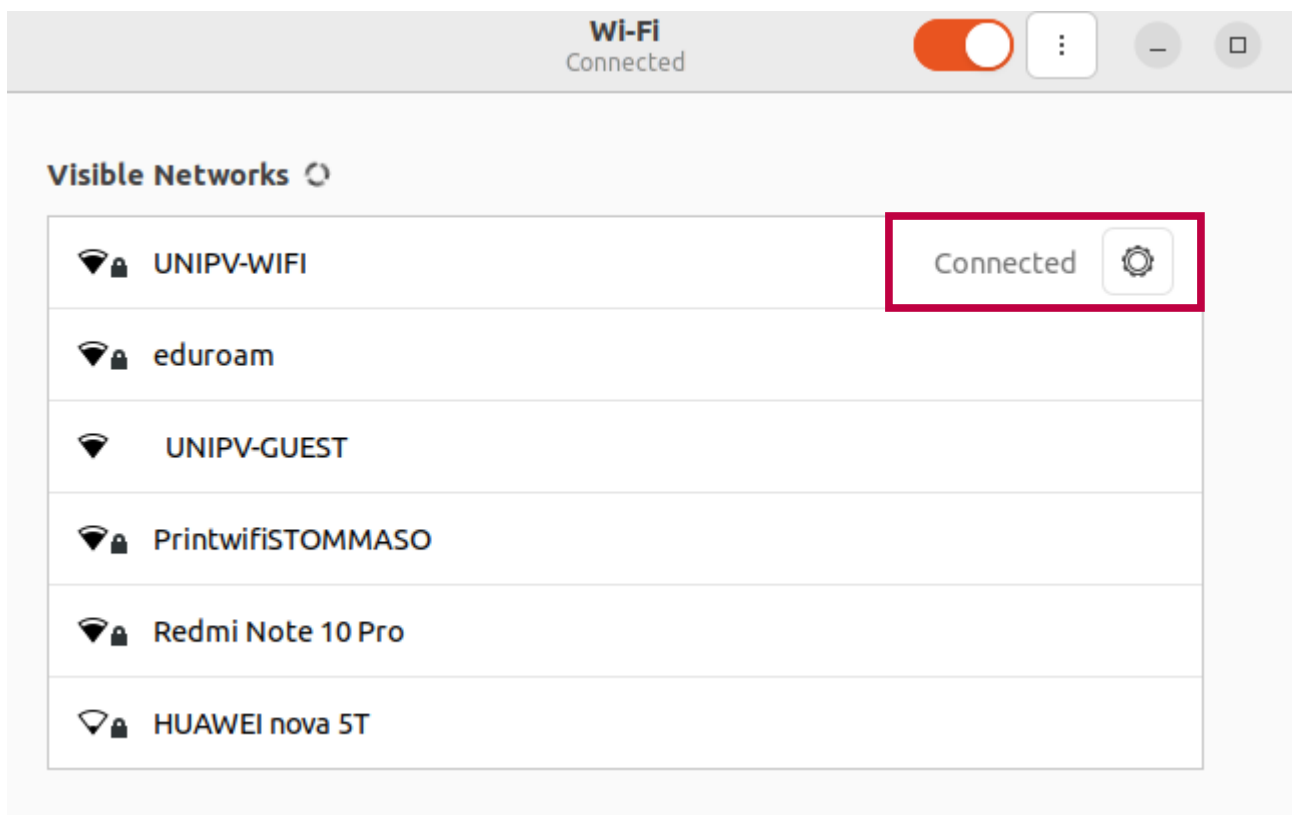 Wi-Fi
Connected
Visible Networks
UNIPV-WIFI Connected
eduroam
UNIPV-GUEST
PrintwifiSTOMMASO
Redmi Note 10 Pro
HUAWEI nova 5T